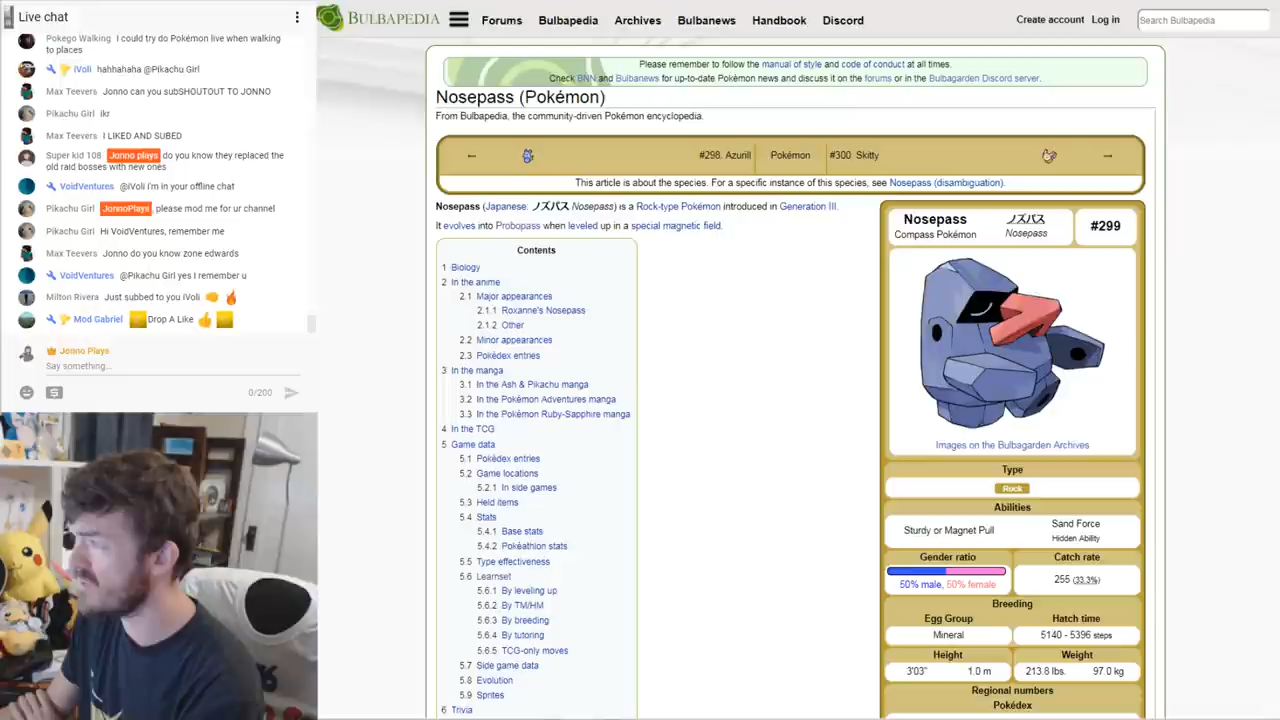 Live chat
Pokego Walking I could try do Pokémon live when walking
to places
iVoli hahhahaha @Pikachu Girl
Max Teevers Jonno can you subSHOUTOUT TO JONNO
Pikachu Girl ikr
Max Teevers I LIKED AND SUBED
Super kid 108 Jonno plays do you know they replaced the
old raid bosses with new ones
VoidVentures @iVoli i'm in your offline chat
Pikachu Girl JonnoPlays please mod me for ur channel
Pikachu Girl Hi VoidVentures, remember me
Max Teevers Jonno do you know zone edwards
VoidVentures @Pikachu Girl yes I remember u
Milton Rivera Just subbed to you iVoli
Mod Gabriel Drop A Like
Jonno Plays
Say something...
0/200
BULBAPEDIA
Forums Bulbapedia Archives Bulbanews Handbook Discord
Create account Log in Search Bulbapedia
Please remember to follow the manual of style and code of conduct at all times.
Check BNN and Bulbanews for up-to-date Pokémon news and discuss it on the forums or in the Bulbagarden Discord server.
Nosepass (Pokémon)
From Bulbapedia, the community-driven Pokémon encyclopedia.
← #298: Azurill Pokémon #300: Skitty →
This article is about the species. For a specific instance of this species, see Nosepass (disambiguation).
Nosepass (Japanese: ノズパス Nosepass) is a Rock-type Pokémon introduced in Generation III.
It evolves into Probopass when leveled up in a special magnetic field.
Contents
1 Biology
2 In the anime
2.1 Major appearances
2.1.1 Roxanne's Nosepass
2.1.2 Other
2.2 Minor appearances
2.3 Pokédex entries
3 In the manga
3.1 In the Ash & Pikachu manga
3.2 In the Pokémon Adventures manga
3.3 In the Pokémon Ruby-Sapphire manga
4 In the TCG
5 Game data
5.1 Pokédex entries
5.2 Game locations
5.2.1 In side games
5.3 Held items
5.4 Stats
5.4.1 Base stats
5.4.2 Pokéathlon stats
5.5 Type effectiveness
5.6 Learnset
5.6.1 By leveling up
5.6.2 By TM/HM
5.6.3 By breeding
5.6.4 By tutoring
5.6.5 TCG-only moves
5.7 Side game data
5.8 Evolution
5.9 Sprites
6 Trivia
Nosepass ノズパス #299
Compass Pokémon Nosepass
Images on the Bulbagarden Archives
Type
Rock
Abilities
Sturdy or Magnet Pull Sand Force
Hidden Ability
Gender ratio Catch rate
50% male, 50% female 255 (33.3%)
Breeding
Egg Group Hatch time
Mineral 5140 - 5396 steps
Height Weight
3'03" 1.0 m 213.8 lbs. 97.0 kg
Regional numbers
Pokédex